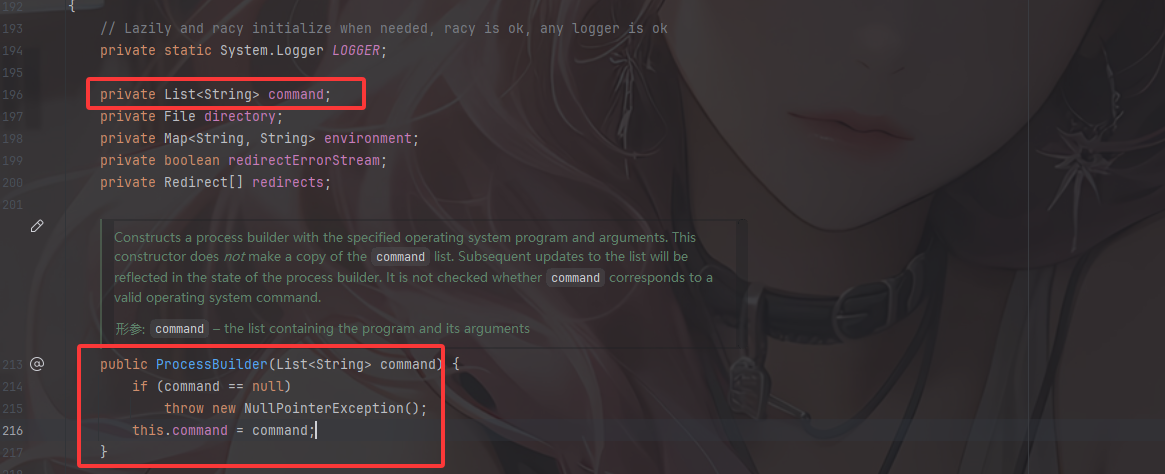 192 {
193 // Lazily and racy initialize when needed, racy is ok, any logger is ok
194 private static System.Logger LOGGER;
195
196 private List<String> command;
197 private File directory;
198 private Map<String, String> environment;
199 private boolean redirectErrorStream;
200 private Redirect[] redirects;
201
Constructs a process builder with the specified operating system program and arguments. This
constructor does not make a copy of the command list. Subsequent updates to the list will be
reflected in the state of the process builder. It is not checked whether command corresponds to a
valid operating system command.
形参: command – the list containing the program and its arguments
213 @ public ProcessBuilder(List<String> command) {
214 if (command == null)
215 throw new NullPointerException();
216 this.command = command;
217 }